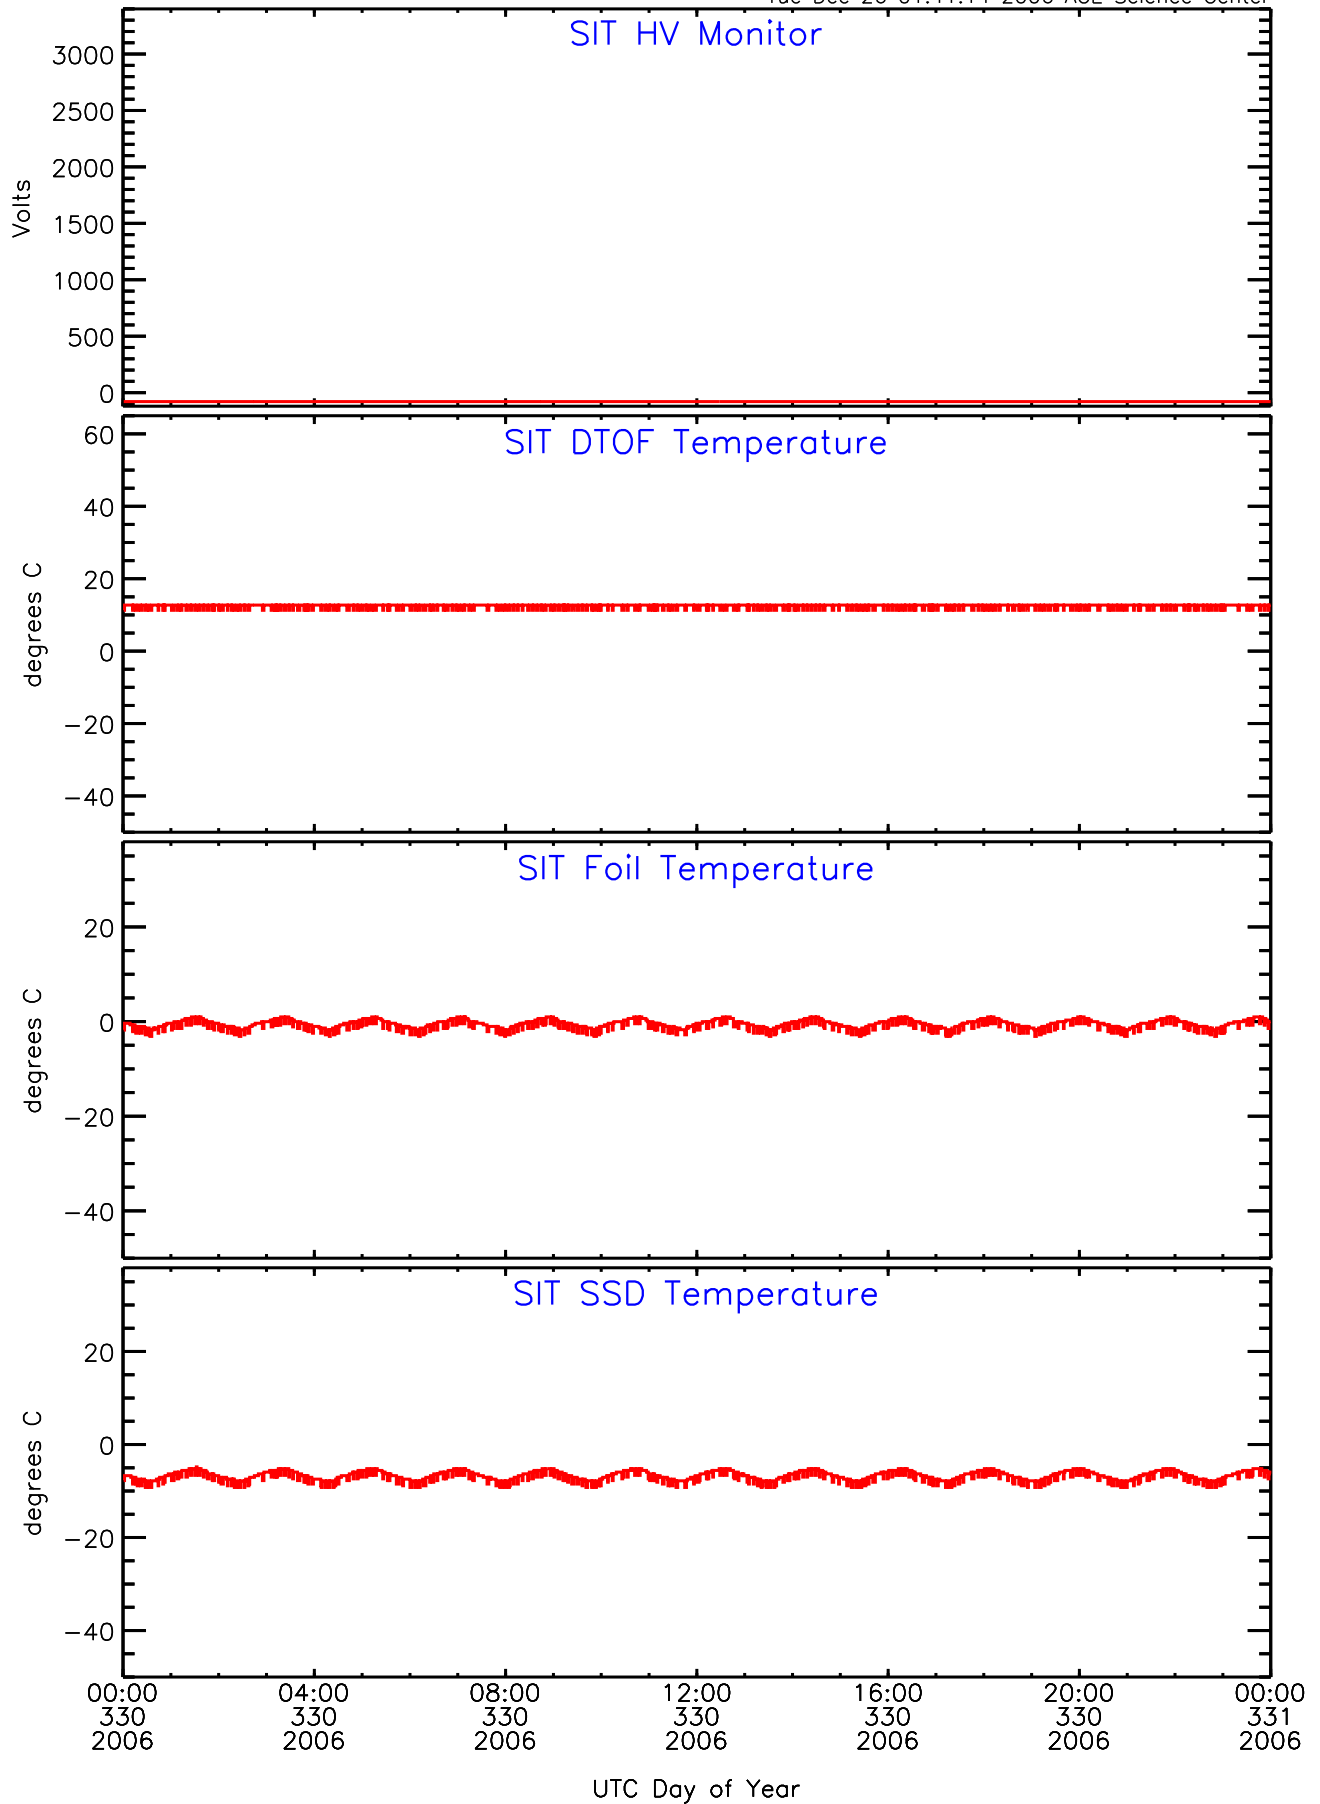 SIT HV Monitor
3000
2500
2000
1500
1000
500
0
Volts
SIT DTOF Temperature
60
40
20
0
-20
-40
degrees C
SIT Foil Temperature
20
0
-20
-40
degrees C
SIT SSD Temperature
20
0
-20
-40
degrees C
00:00 04:00 08:00 12:00 16:00 20:00 00:00
330 330 330 330 330 330 331
2006 2006 2006 2006 2006 2006 2006
UTC Day of Year